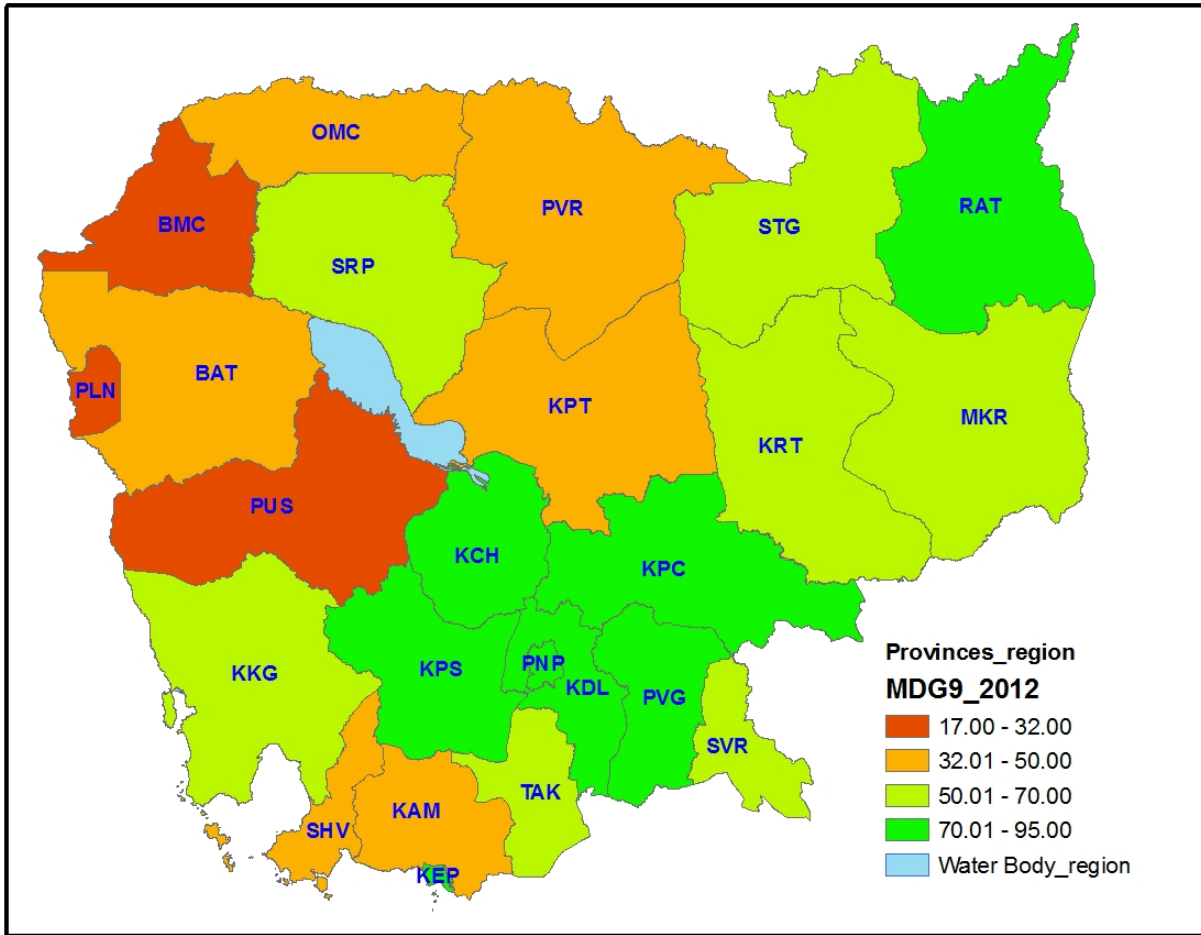 OMC
BMC
PVR
RAT
STG
SRP
PLN
BAT
KPT
MKR
KRT
PUS
KCH
KPC
KKG
KPS
PNP
KDL
PVG
SVR
TAK
KAM
SHV
KEP
Provinces_region
MDG9_2012
17.00 - 32.00
32.01 - 50.00
50.01 - 70.00
70.01 - 95.00
Water Body_region